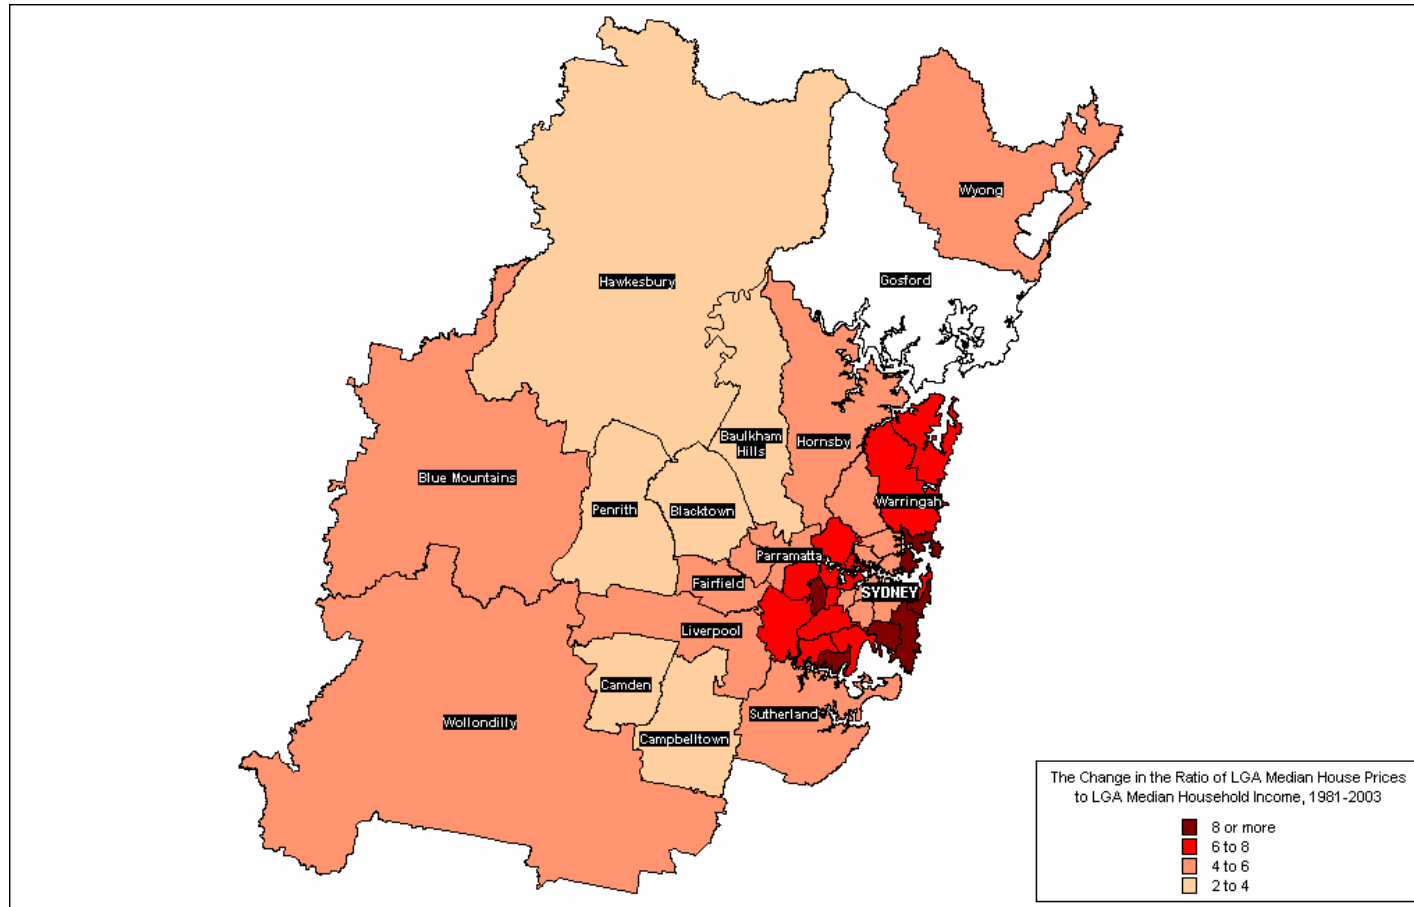 Wyong
Gosford
Hawkesbury
Baulkham
Hills
Hornsby
Blue Mountains
Warringah
Penrith
Blacktown
Parramatta
Fairfield
SYDNEY
Liverpool
Camden
Sutherland
Wollondilly
Campbelltown
The Change in the Ratio of LGA Median House Prices
to LGA Median Household Income, 1981-2003
8 or more
6 to 8
4 to 6
2 to 4